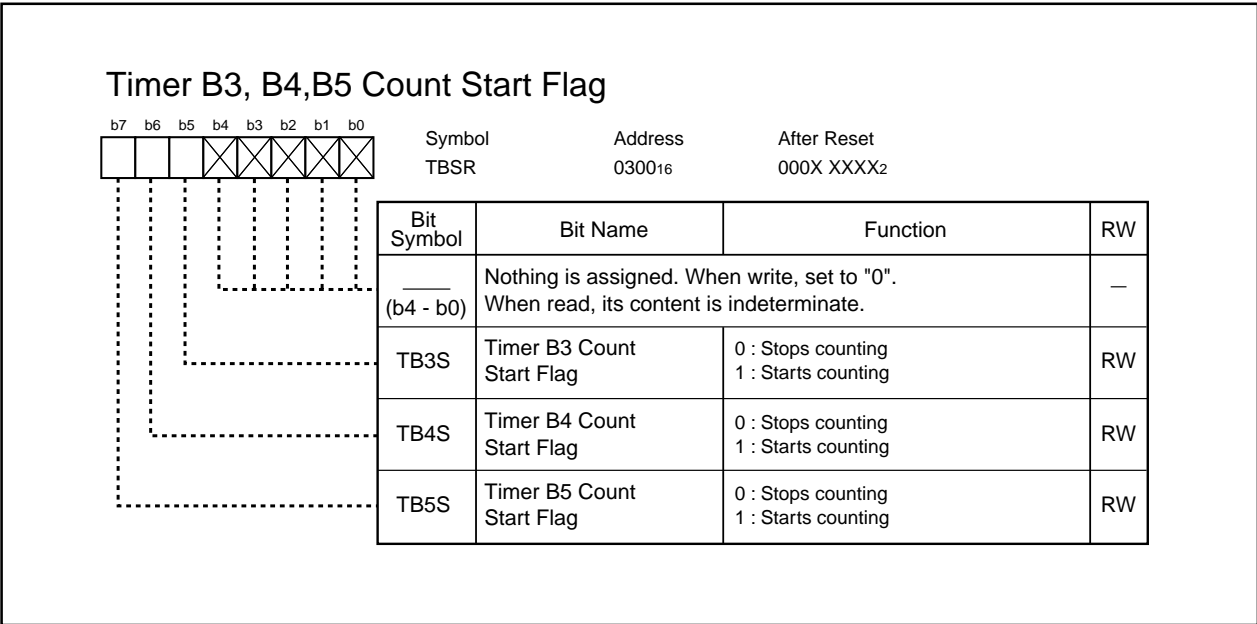 Timer B3, B4,B5 Count Start Flag
b7 b6 b5 b4 b3 b2 b1 b0
Symbol Address After Reset
TBSR 030016 000X XXXX2
Bit Symbol Bit Name Function RW
(b4 - b0) Nothing is assigned. When write, set to "0".
When read, its content is indeterminate. —
TB3S Timer B3 Count
Start Flag
0 : Stops counting
1 : Starts counting
RW
TB4S Timer B4 Count
Start Flag
0 : Stops counting
1 : Starts counting
RW
TB5S Timer B5 Count
Start Flag
0 : Stops counting
1 : Starts counting
RW